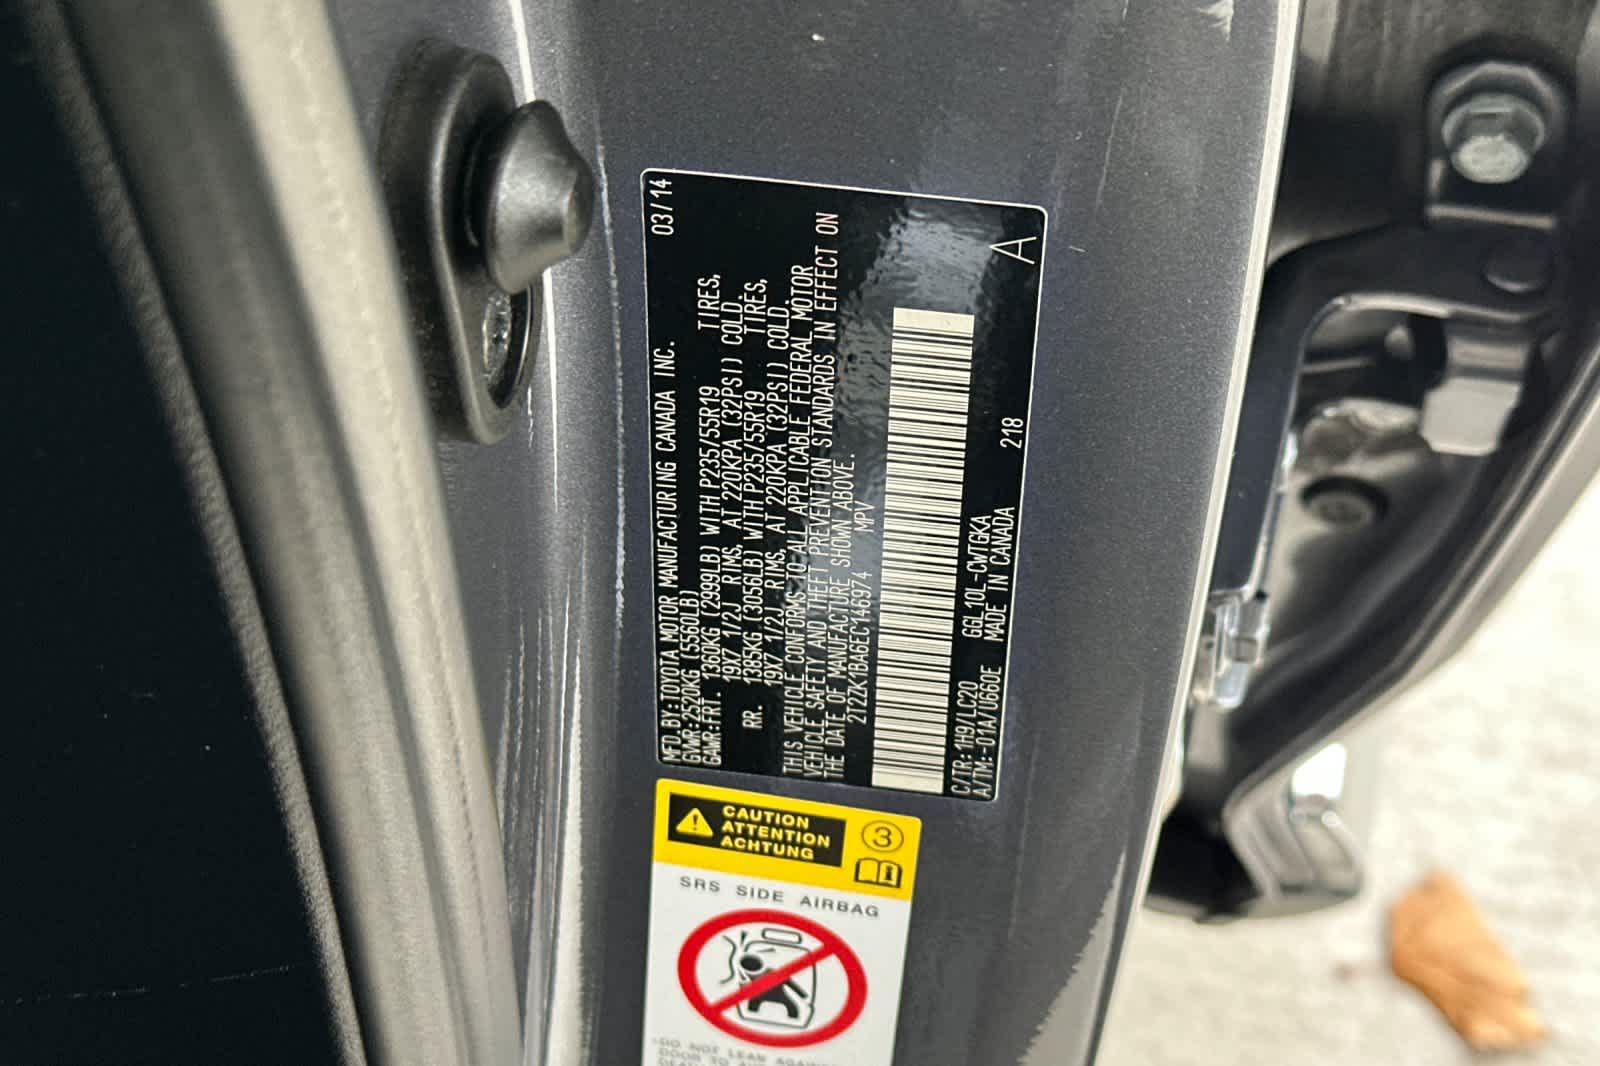 MFD.BY:TOYOTA MOTOR MANUFACTURING CANADA INC. 03/14
GVWR:2520KG (5560LB)
GAWR:FRT. 1360KG (2999LB) WITH P235/55R19 TIRES,
19X7 1/2J RIMS, AT 220KPA (32PSI) COLD.
RR. 1385KG (3056LB) WITH P235/55R19 TIRES,
19X7 1/2J RIMS, AT 220KPA (32PSI) COLD.
THIS VEHICLE CONFORMS TO ALL APPLICABLE FEDERAL MOTOR
VEHICLE SAFETY AND THEFT PREVENTION STANDARDS IN EFFECT ON
THE DATE OF MANUFACTURE SHOWN ABOVE.
2T2ZK1BA6EC146974 MPV
A
C/TR:1H9/LC20 GGL10L-CWTGKA 218
A/TM:-01A/U660E MADE IN CANADA
CAUTION
ATTENTION
ACHTUNG
3
SRS SIDE AIRBAG
DO NOT LEAN AGAINST